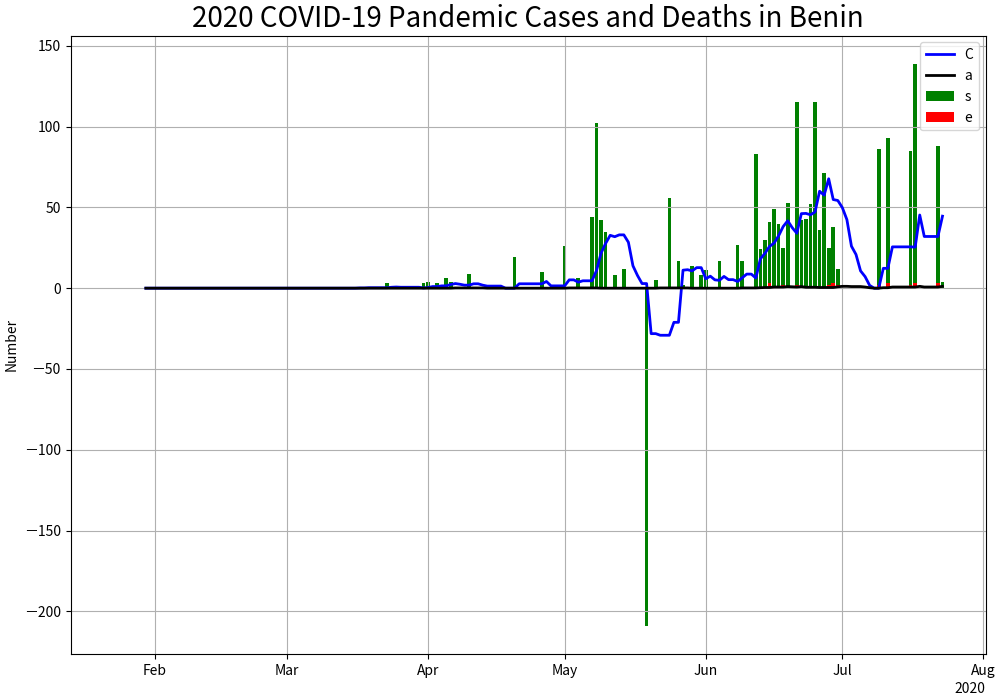 2020 COVID-19 Pandemic Cases and Deaths in Benin
C
a
s
e
Number
150
100
50
0
−50
−100
−150
−200
Feb Mar Apr May Jun Jul Aug
2020